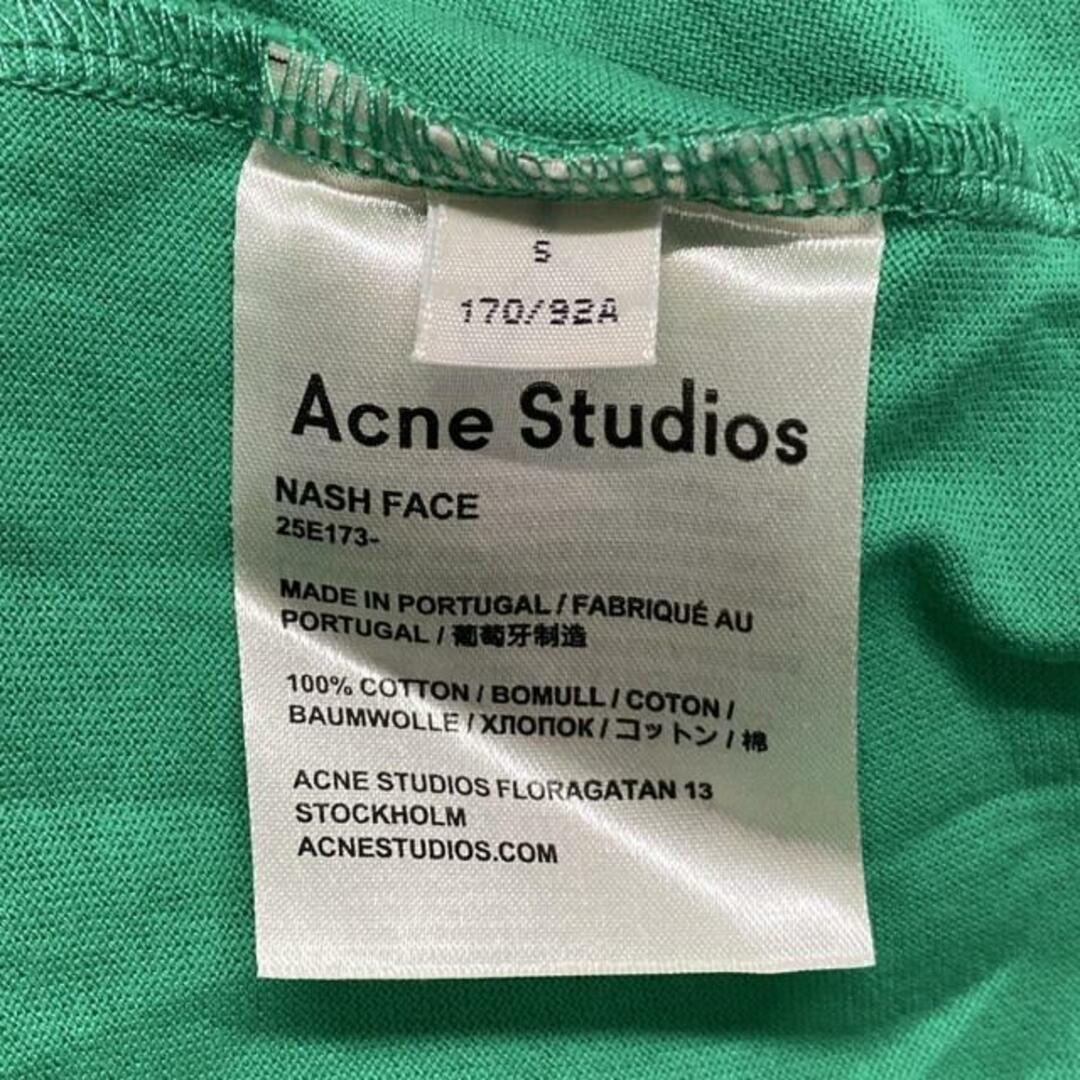 S
170/92A
Acne Studios
NASH FACE
25E173-
MADE IN PORTUGAL / FABRIQUÉ AU
PORTUGAL / 葡萄牙制造
100% COTTON / BOMULL / COTON /
BAUMWOLLE / ХЛОПОК / コットン / 棉
ACNE STUDIOS FLORAGATAN 13
STOCKHOLM
ACNESTUDIOS.COM